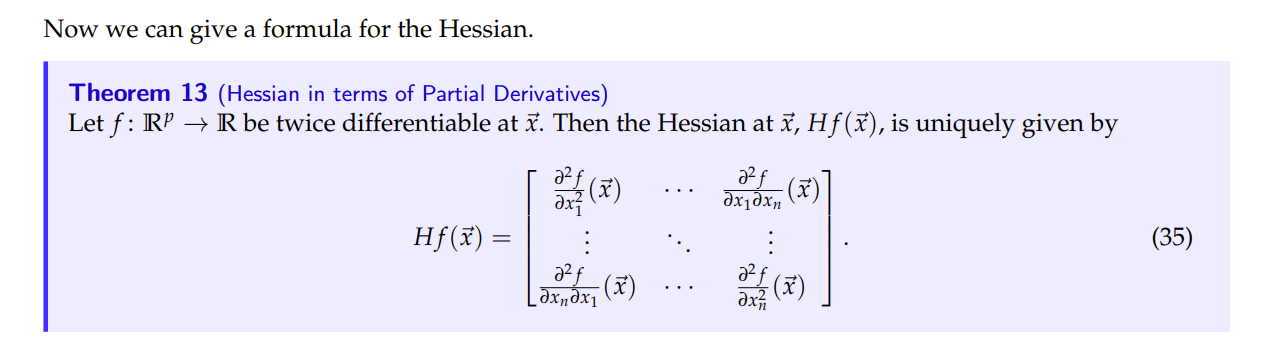 Now we can give a formula for the Hessian.
Theorem 13 (Hessian in terms of Partial Derivatives)
Let $f\colon \mathbb{R}^p \to \mathbb{R}$ be twice differentiable at $\vec{x}$. Then the Hessian at $\vec{x}$, $Hf(\vec{x})$, is uniquely given by
$$Hf(\vec{x}) = \begin{bmatrix} \frac{\partial^2 f}{\partial x_1^2}(\vec{x}) & \cdots & \frac{\partial^2 f}{\partial x_1 \partial x_n}(\vec{x}) \\ \vdots & \ddots & \vdots \\ \frac{\partial^2 f}{\partial x_n \partial x_1}(\vec{x}) & \cdots & \frac{\partial^2 f}{\partial x_n^2}(\vec{x}) \end{bmatrix}. \quad (35)$$